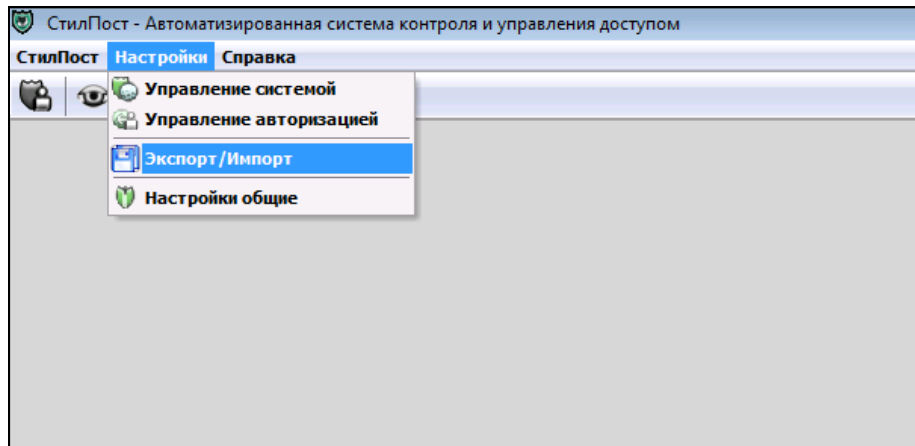 СтилПост - Автоматизированная система контроля и управления доступом
СтилПост Настройки Справка
Управление системой
Управление авторизацией
Экспорт/Импорт
Настройки общие